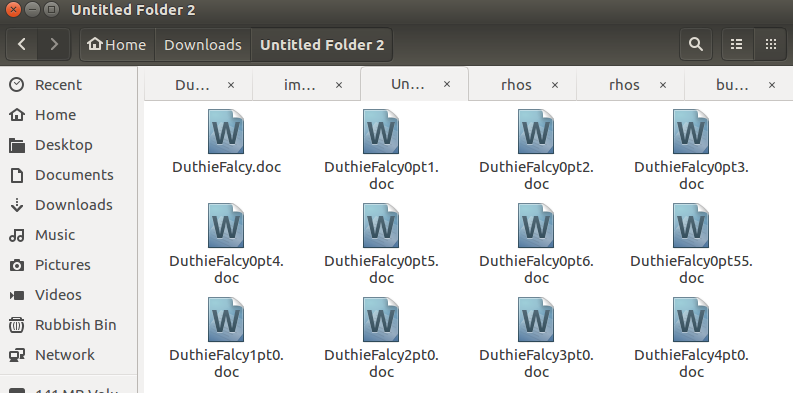 Untitled Folder 2
Home Downloads Untitled Folder 2
Du... im... Un... rhos rhos bu...
Recent
Home
Desktop
Documents
Downloads
Music
Pictures
Videos
Rubbish Bin
Network
DuthieFalcy.doc
DuthieFalcy0pt1.
doc
DuthieFalcy0pt2.
doc
DuthieFalcy0pt3.
doc
DuthieFalcy0pt4.
doc
DuthieFalcy0pt5.
doc
DuthieFalcy0pt6.
doc
DuthieFalcy0pt55.
doc
DuthieFalcy1pt0.
doc
DuthieFalcy2pt0.
doc
DuthieFalcy3pt0.
doc
DuthieFalcy4pt0.
doc